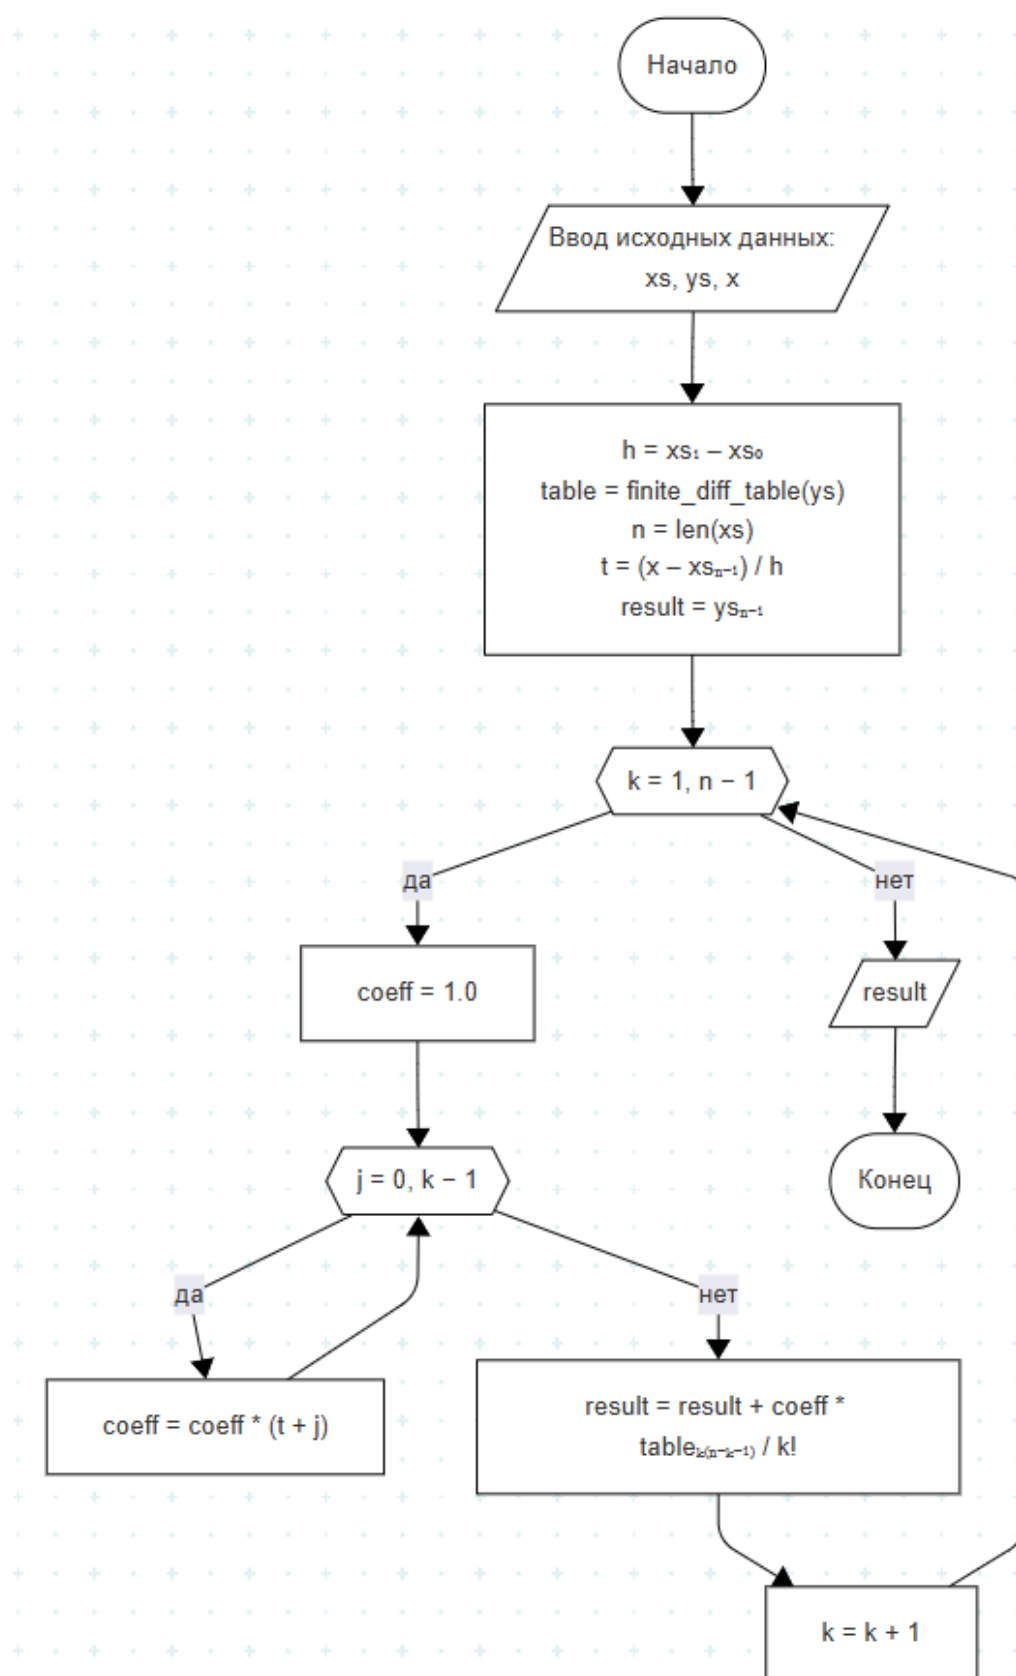 Начало
Ввод исходных данных:
xs, ys, x
h = xs₁ – xs₀
table = finite_diff_table(ys)
n = len(xs)
t = (x – xsₙ₋₁) / h
result = ysₙ₋₁
k = 1, n − 1
да
нет
coeff = 1.0
result
j = 0, k − 1
Конец
да
нет
coeff = coeff * (t + j)
result = result + coeff *
tableₖ₍ₙ₋ₖ₋₁₎ / k!
k = k + 1